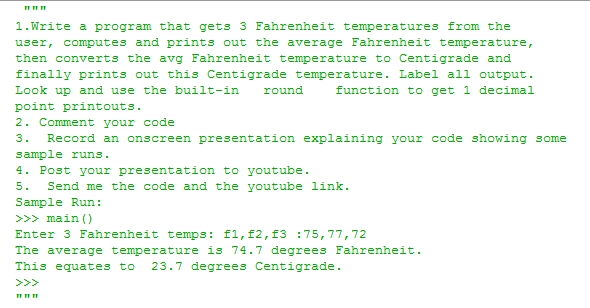 """
1.Write a program that gets 3 Fahrenheit temperatures from the
user, computes and prints out the average Fahrenheit temperature,
then converts the avg Fahrenheit temperature to Centigrade and
finally prints out this Centigrade temperature. Label all output.
Look up and use the built-in   round    function to get 1 decimal
point printouts.
2. Comment your code
3.  Record an onscreen presentation explaining your code showing some
sample runs.
4. Post your presentation to youtube.
5.  Send me the code and the youtube link.
Sample Run:
>>> main()
Enter 3 Fahrenheit temps: f1,f2,f3 :75,77,72
The average temperature is 74.7 degrees Fahrenheit.
This equates to  23.7 degrees Centigrade.
>>>
"""